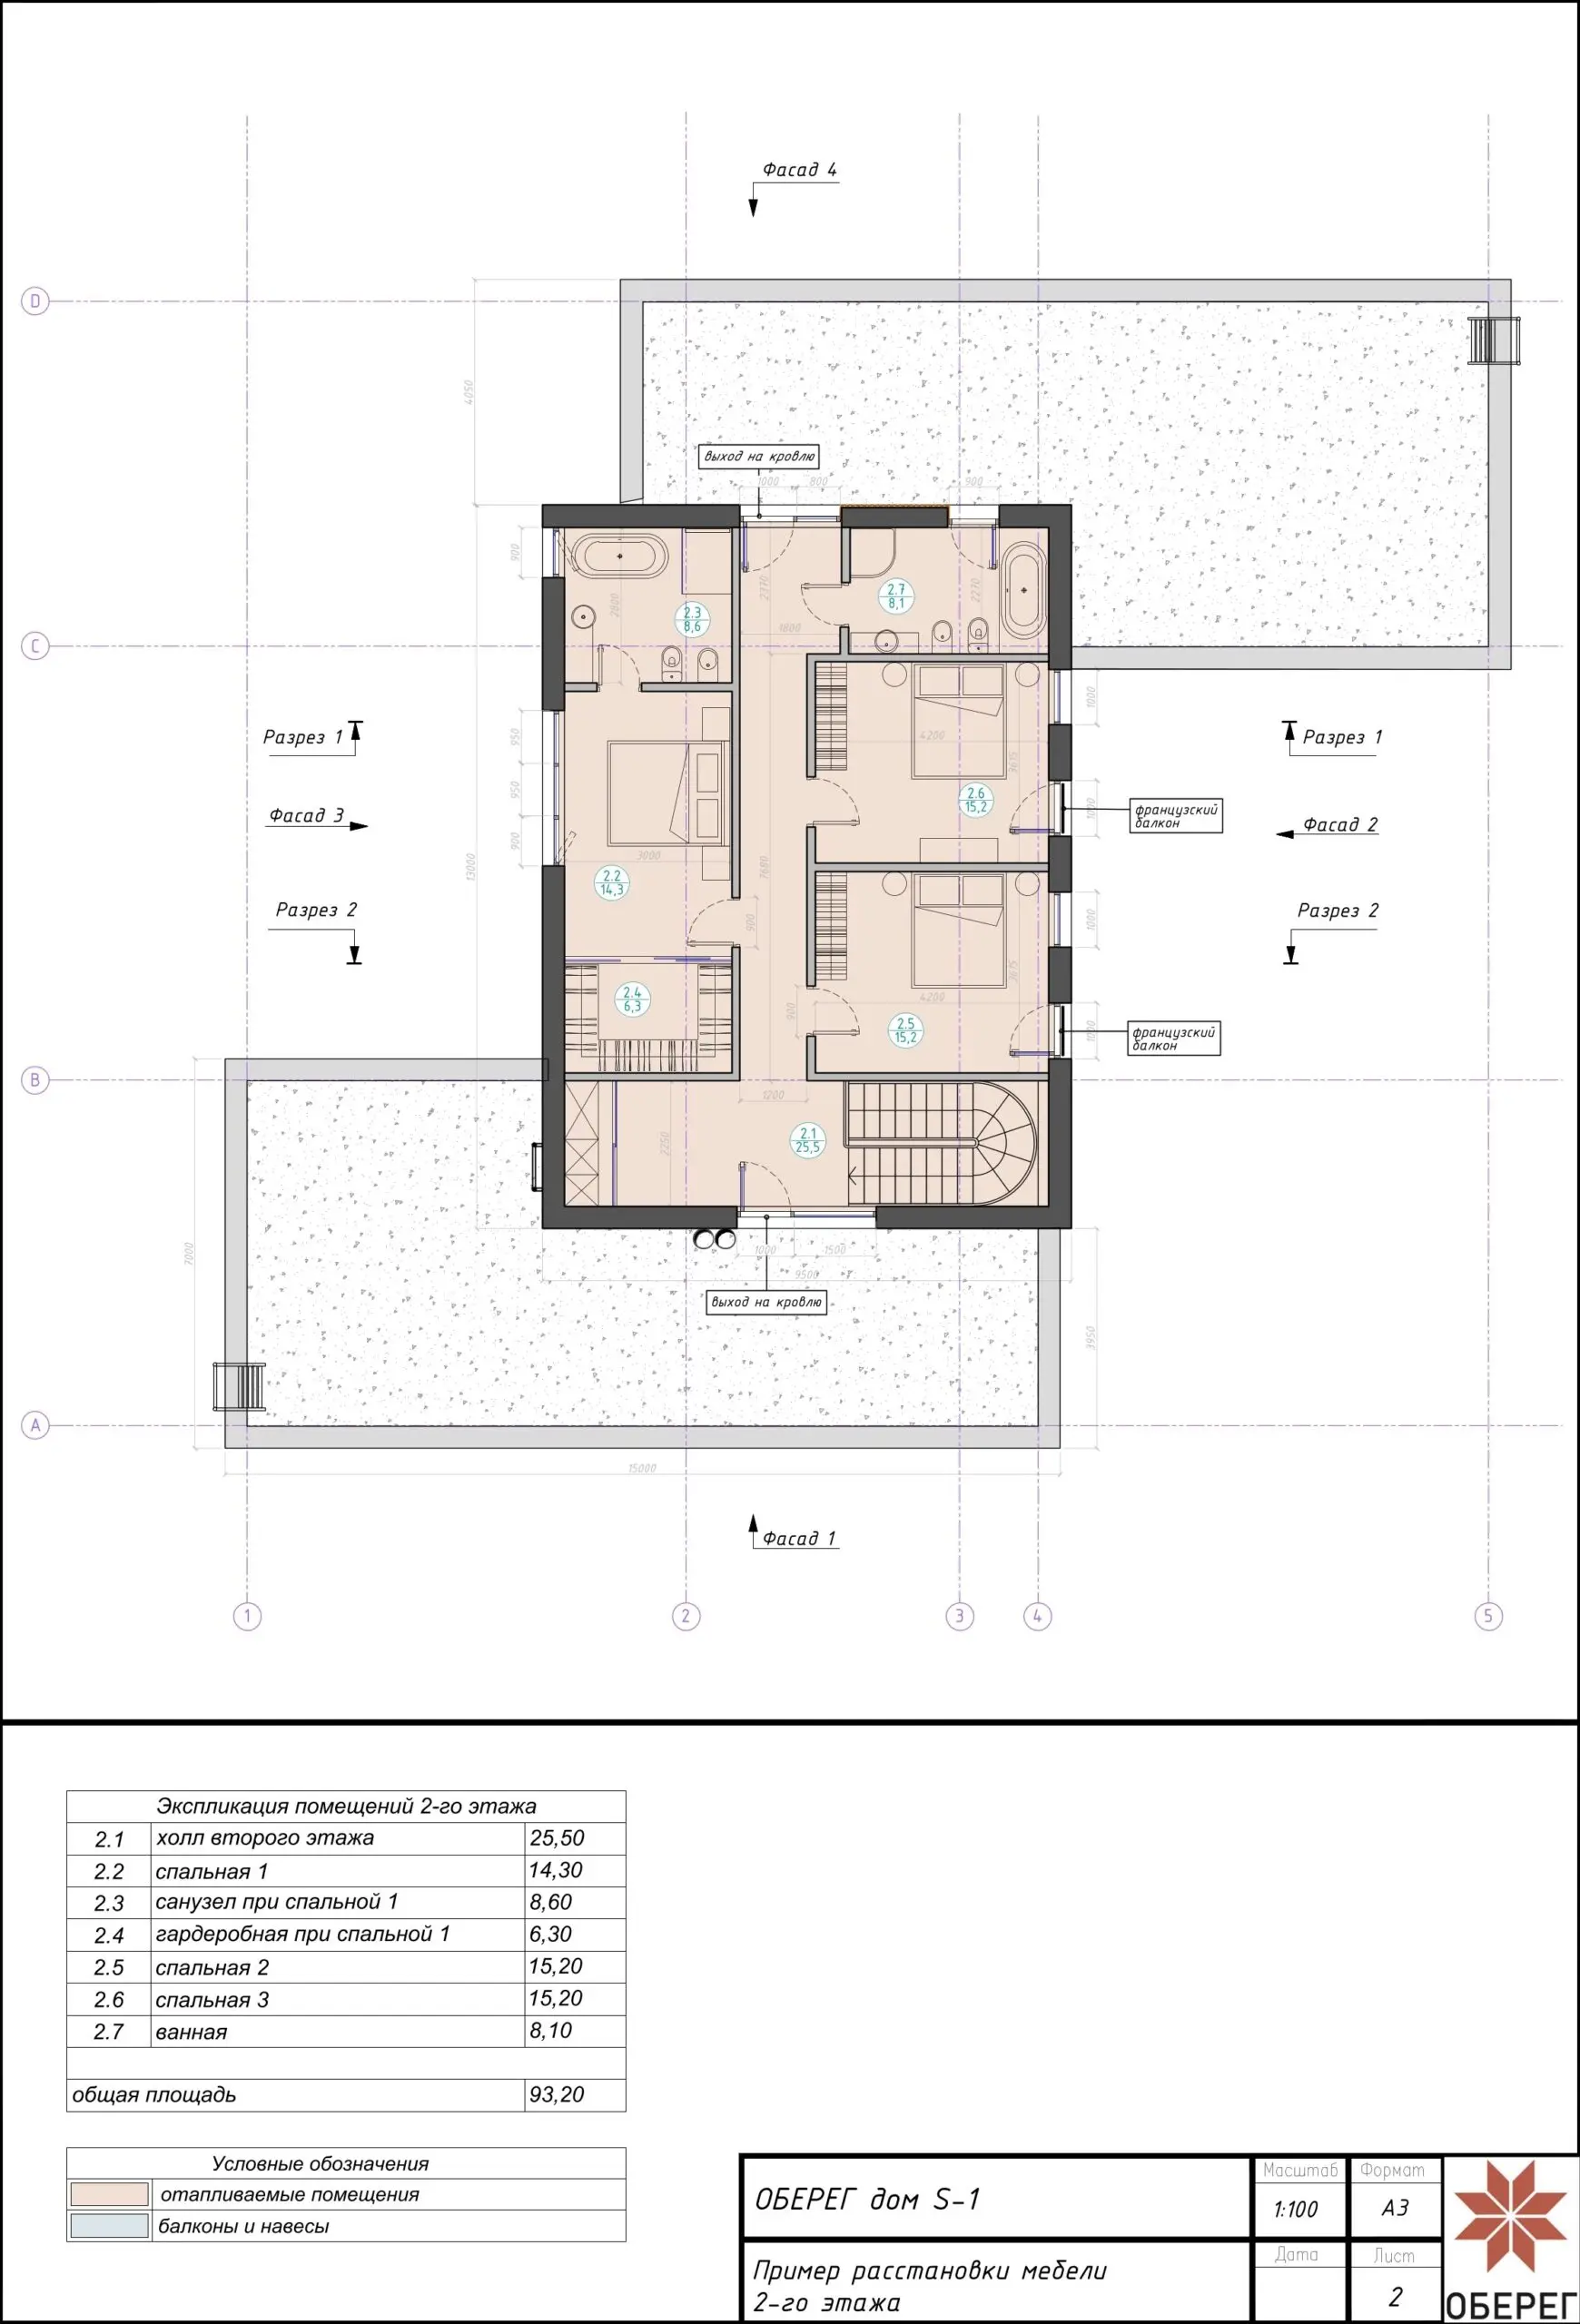 Фасад 4
D
4050
выход на кровлю
1000
800
900
900
2800
2370
2270
2.7
8,1
2.3
8,6
1800
C
1000
Разрез 1
950
4200
3615
Разрез 1
950
2.6
15,2
1000
французский
балкон
Фасад 3
Фасад 2
900
3000
13000
7680
2.2
14,3
Разрез 2
900
1000
Разрез 2
3615
2.4
6,3
900
4200
2.5
15,2
1000
французский
балкон
B
1200
2.1
25,5
2250
7000
1000
1500
9500
выход на кровлю
3950
A
15000
Фасад 1
1
2
3
4
5
Экспликация помещений 2-го этажа
2.1 холл второго этажа 25,50
2.2 спальная 1 14,30
2.3 санузел при спальной 1 8,60
2.4 гардеробная при спальной 1 6,30
2.5 спальная 2 15,20
2.6 спальная 3 15,20
2.7 ванная 8,10
общая площадь 93,20
Условные обозначения
отапливаемые помещения
балконы и навесы
ОБЕРЕГ дом S-1
Масштаб
Формат
1:100
А3
Пример расстановки мебели
2-го этажа
Дата
Лист
2
ОБЕРЕГ